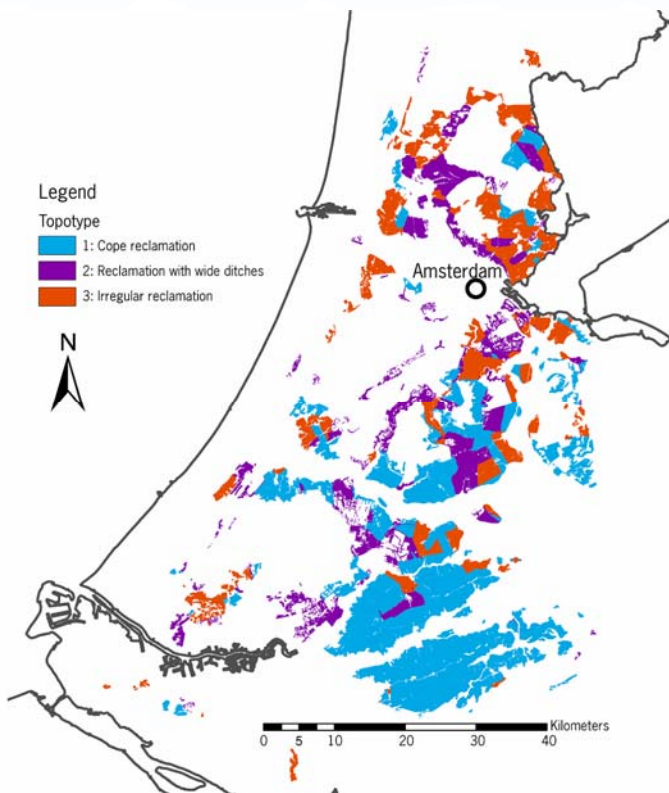 Legend
Topotype
1: Cope reclamation
2: Reclamation with wide ditches
3: Irregular reclamation
N
Amsterdam
Kilometers
0 5 10 20 30 40